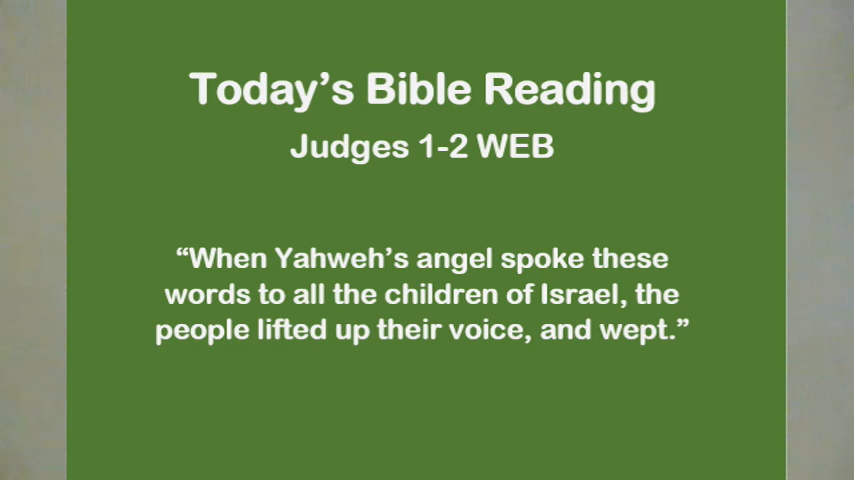 Today’s Bible Reading
Judges 1-2 WEB
“When Yahweh’s angel spoke these
words to all the children of Israel, the
people lifted up their voice, and wept.”